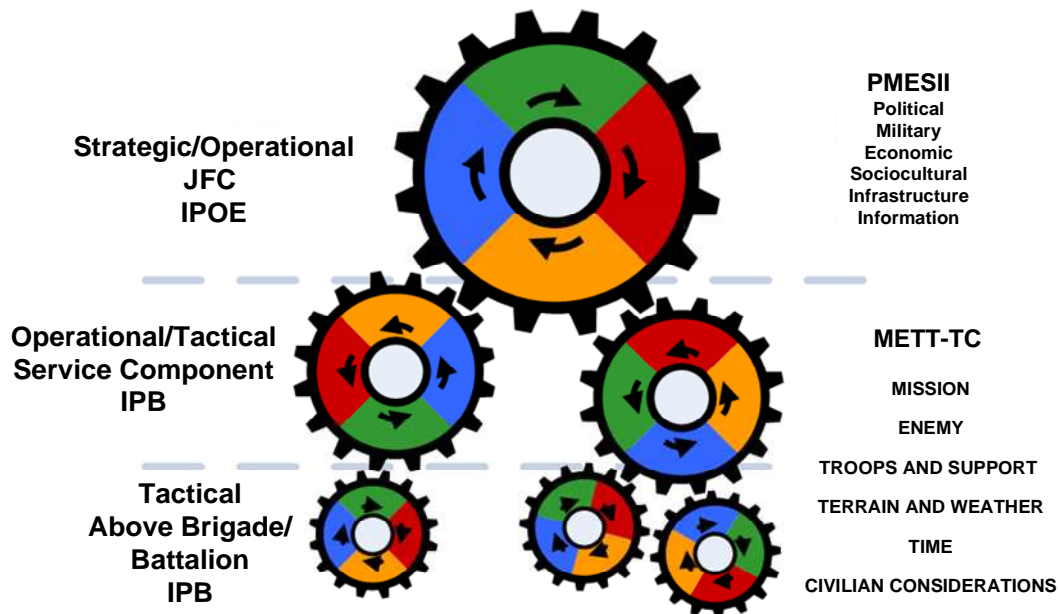 Strategic/Operational
JFC
IPOE
PMESII
Political
Military
Economic
Sociocultural
Infrastructure
Information
Operational/Tactical
Service Component
IPB
METT-TC
MISSION
ENEMY
TROOPS AND SUPPORT
TERRAIN AND WEATHER
TIME
CIVILIAN CONSIDERATIONS
Tactical
Above Brigade/
Battalion
IPB